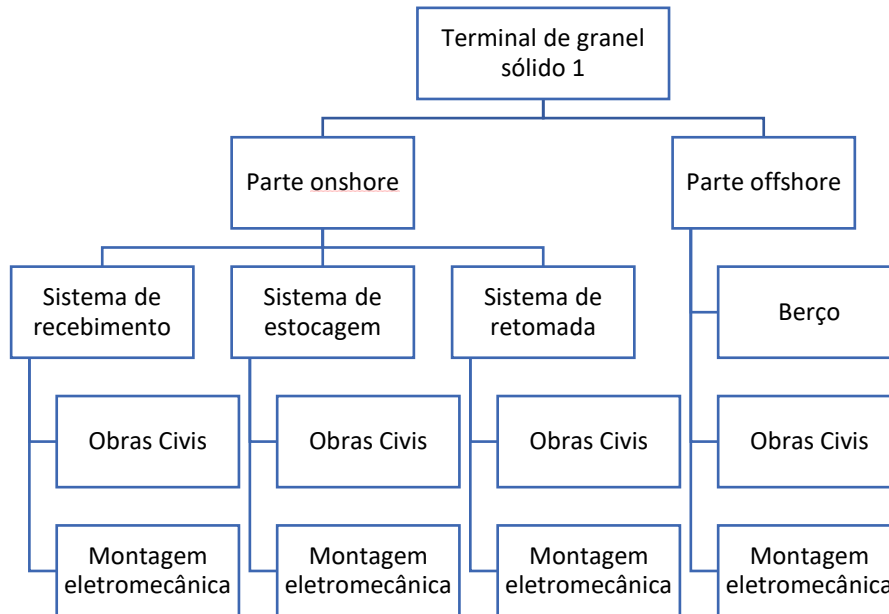 Terminal de granel
sólido 1
Parte onshore
Parte offshore
Sistema de
recebimento
Sistema de
estocagem
Sistema de
retomada
Berço
Obras Civis
Obras Civis
Obras Civis
Obras Civis
Montagem
eletromecânica
Montagem
eletromecânica
Montagem
eletromecânica
Montagem
eletromecânica